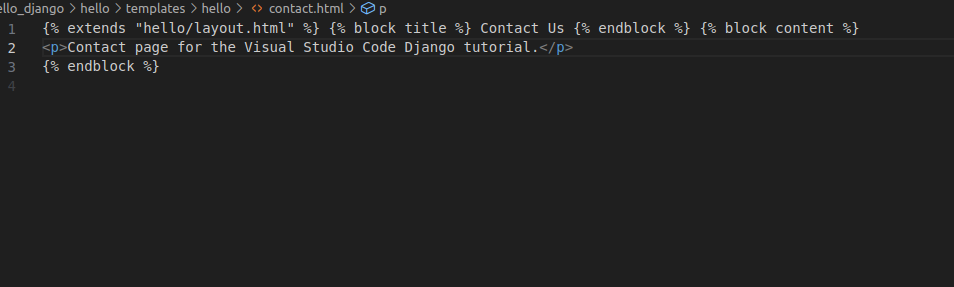 ello_django > hello > templates > hello > <> contact.html > p
1 {% extends "hello/layout.html" %} {% block title %} Contact Us {% endblock %} {% block content %}
2 <p>Contact page for the Visual Studio Code Django tutorial.</p>
3 {% endblock %}
4